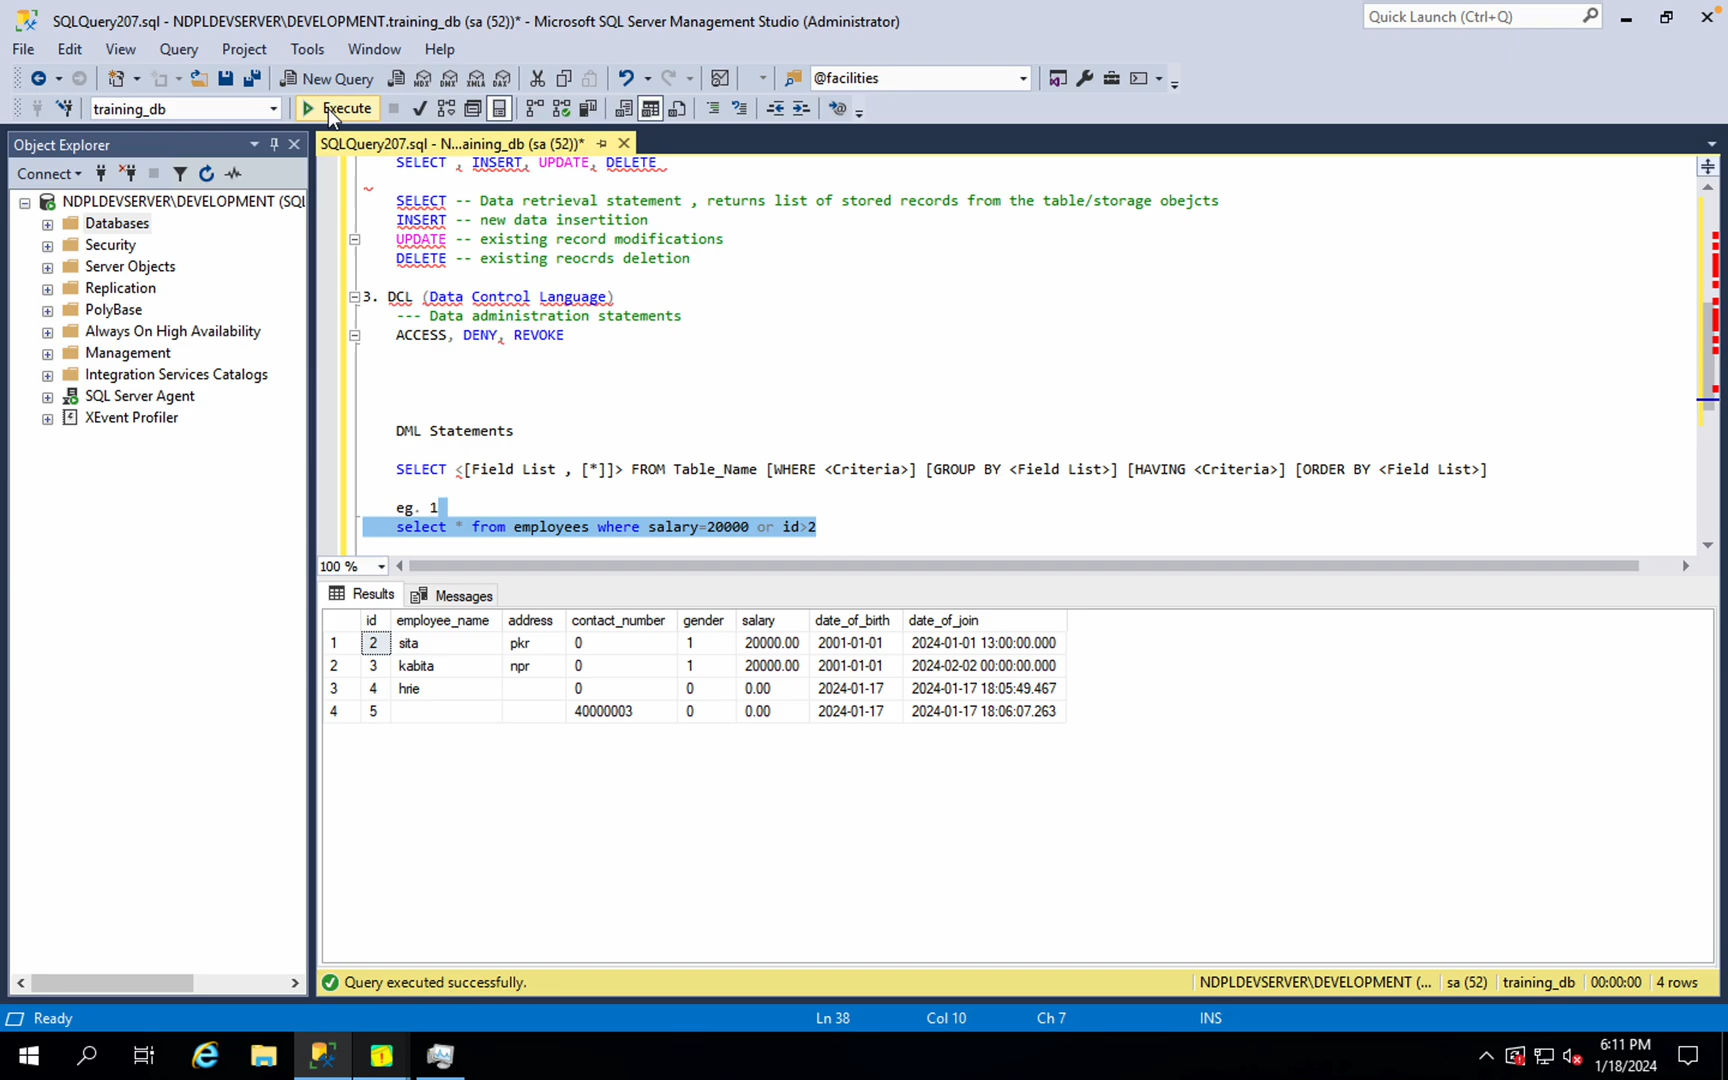 SQLQuery207.sql - NDPLDEVSERVER\DEVELOPMENT.training_db (sa (52))* - Microsoft SQL Server Management Studio (Administrator)
Quick Launch (Ctrl+Q)
File Edit View Query Project Tools Window Help
New Query
MDX DMX XMLA DAX
@facilities
training_db
Execute
Object Explorer
SQLQuery207.sql - N...aining_db (sa (52))*
Connect
NDPLDEVSERVER\DEVELOPMENT (SQL
Databases
Security
Server Objects
Replication
PolyBase
Always On High Availability
Management
Integration Services Catalogs
SQL Server Agent
XEvent Profiler
SELECT , INSERT, UPDATE, DELETE
SELECT -- Data retrieval statement , returns list of stored records from the table/storage obejcts
INSERT -- new data insertition
UPDATE -- existing record modifications
DELETE -- existing reocrds deletion
3. DCL (Data Control Language)
--- Data administration statements
ACCESS, DENY, REVOKE
DML Statements
SELECT <[Field List , [*]]> FROM Table_Name [WHERE <Criteria>] [GROUP BY <Field List>] [HAVING <Criteria>] [ORDER BY <Field List>]
eg. 1
select * from employees where salary=20000 or id>2
100 %
Results Messages
id employee_name address contact_number gender salary date_of_birth date_of_join
1 2 sita pkr 0 1 20000.00 2001-01-01 2024-01-01 13:00:00.000
2 3 kabita npr 0 1 20000.00 2001-01-01 2024-02-02 00:00:00.000
3 4 hrie 0 0 0.00 2024-01-17 2024-01-17 18:05:49.467
4 5 40000003 0 0.00 2024-01-17 2024-01-17 18:06:07.263
Query executed successfully.
NDPLDEVSERVER\DEVELOPMENT (... sa (52) training_db 00:00:00 4 rows
Ready
Ln 38 Col 10 Ch 7 INS
6:11 PM
1/18/2024